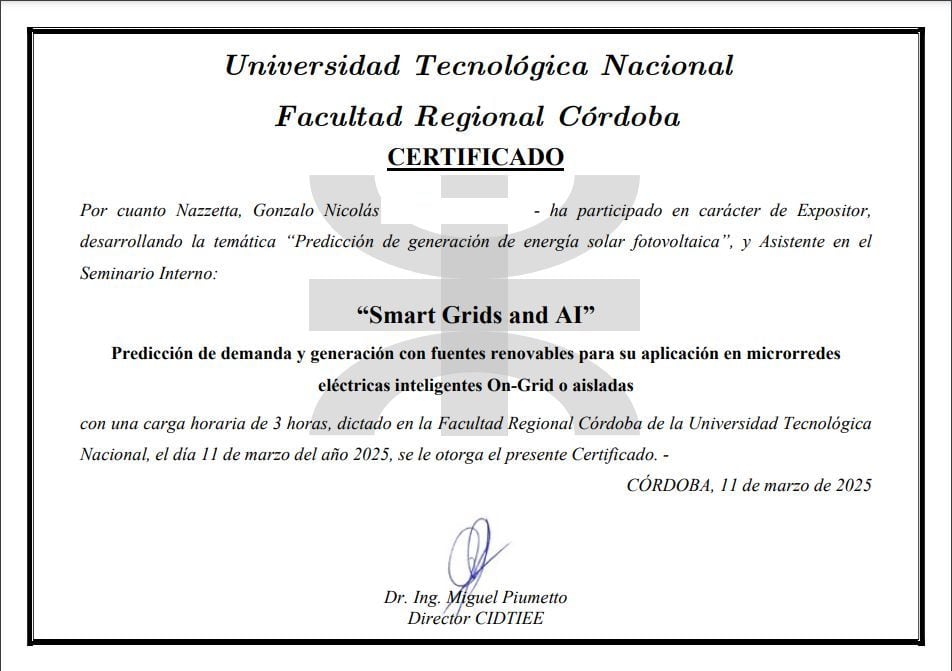 Universidad Tecnológica Nacional
Facultad Regional Córdoba
CERTIFICADO
Por cuanto Nazzetta, Gonzalo Nicolás - ha participado en carácter de Expositor,
desarrollando la temática “Predicción de generación de energía solar fotovoltaica”, y Asistente en el
Seminario Interno:
“Smart Grids and AI”
Predicción de demanda y generación con fuentes renovables para su aplicación en microrredes
eléctricas inteligentes On-Grid o aisladas
con una carga horaria de 3 horas, dictado en la Facultad Regional Córdoba de la Universidad Tecnológica
Nacional, el día 11 de marzo del año 2025, se le otorga el presente Certificado. -
CÓRDOBA, 11 de marzo de 2025
Dr. Ing. Miguel Piumetto
Director CIDTIEE